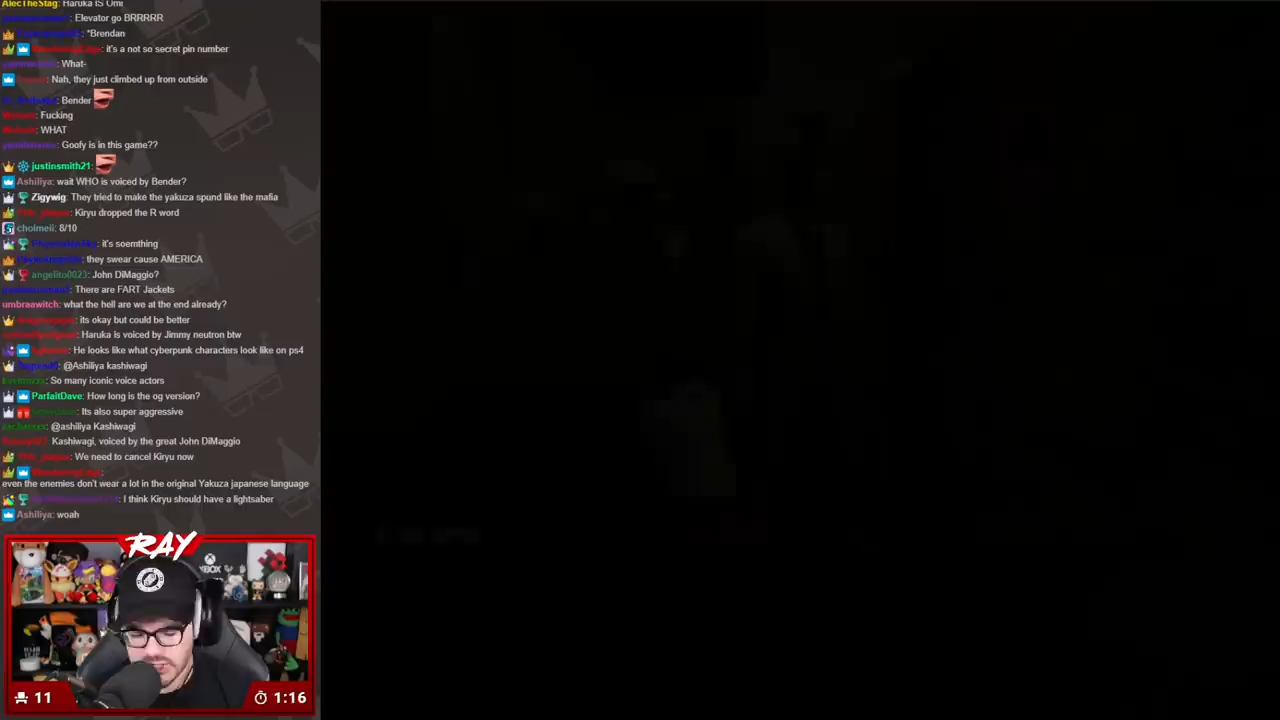 AlecTheStag: Haruka IS Omi
: Elevator go BRRRRR
: *Brendan
: it's a not so secret pin number
: What-
: Nah, they just climbed up from outside
: Bender
: Fucking
: WHAT
: Goofy is in this game??
justinsmith21:
Ashiliya: wait WHO is voiced by Bender?
Zigywig: They tried to make the yakuza spund like the mafia
: Kiryu dropped the R word
choimeii: 8/10
: it's soemthing
: they swear cause AMERICA
angelito0023: John DiMaggio?
: There are FART Jackets
umbraawitch: what the hell are we at the end already?
: its okay but could be better
: Haruka is voiced by Jimmy neutron btw
: He looks like what cyberpunk characters look like on ps4
: @Ashiliya kashiwagi
: So many iconic voice actors
ParfaitDave: How long is the og version?
: Its also super aggressive
: @ashiliya Kashiwagi
: Kashiwagi, voiced by the great John DiMaggio
: We need to cancel Kiryu now
:
even the enemies don't wear a lot in the original Yakuza japanese language
: I think Kiryu should have a lightsaber
Ashiliya: woah
RAY
XBOX
11
1:16